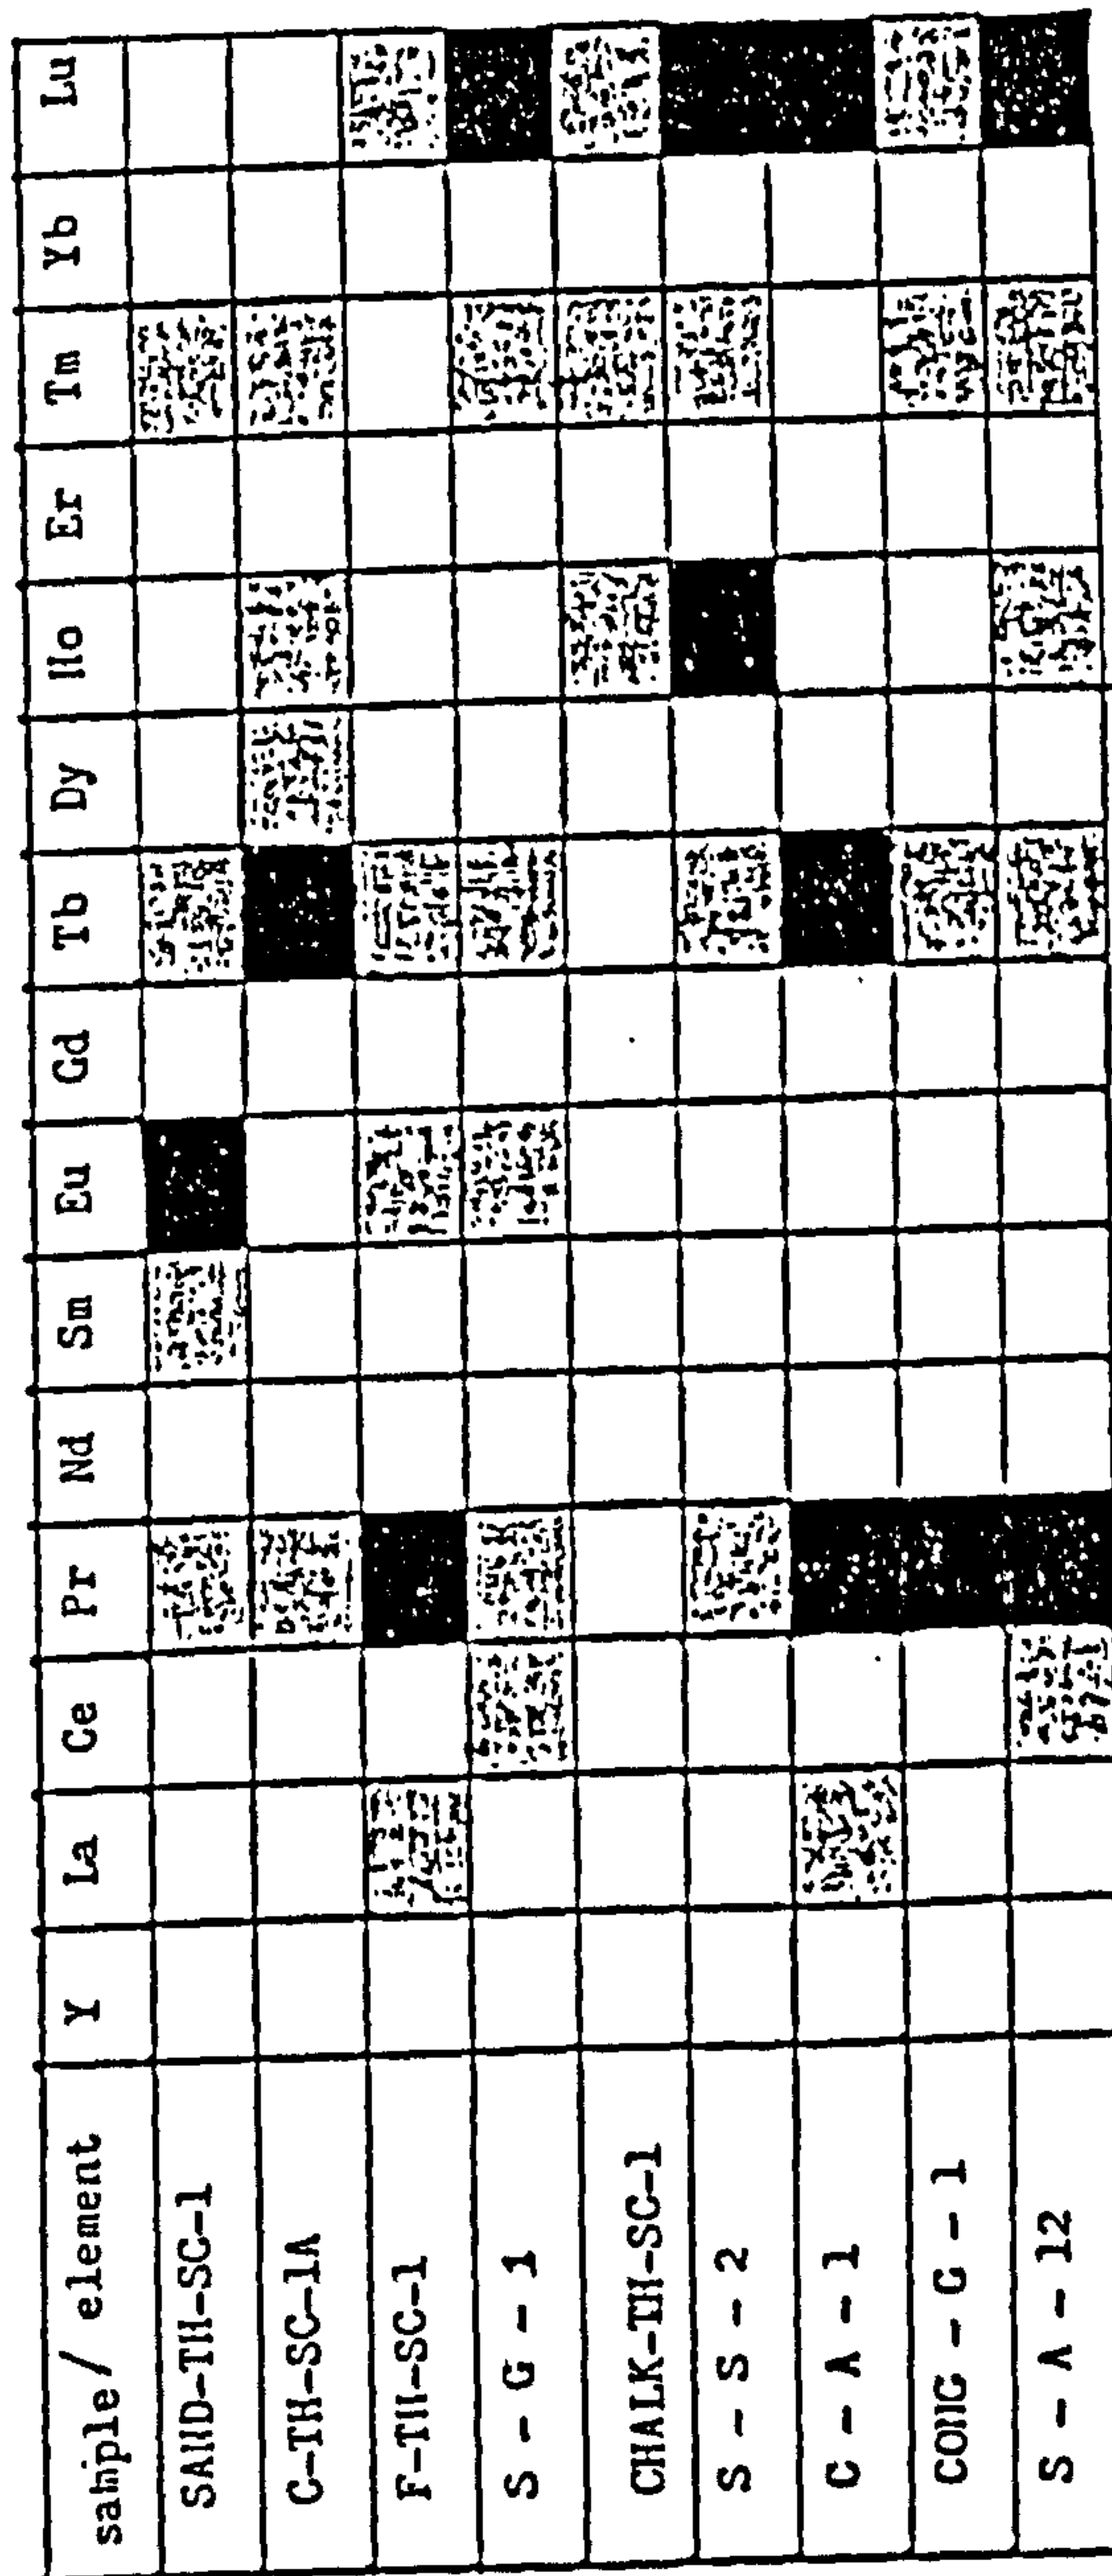 sample / element Y La Ce Pr Nd Sm Eu Gd Tb Dy Ho Er Tm Yb Lu
SAND-TH-SC-1
C-TH-SC-1A
F-TH-SC-1
S - G - 1
CHALK-TH-SC-1
S - S - 2
C - A - 1
CONG - G - 1
S - A - 12